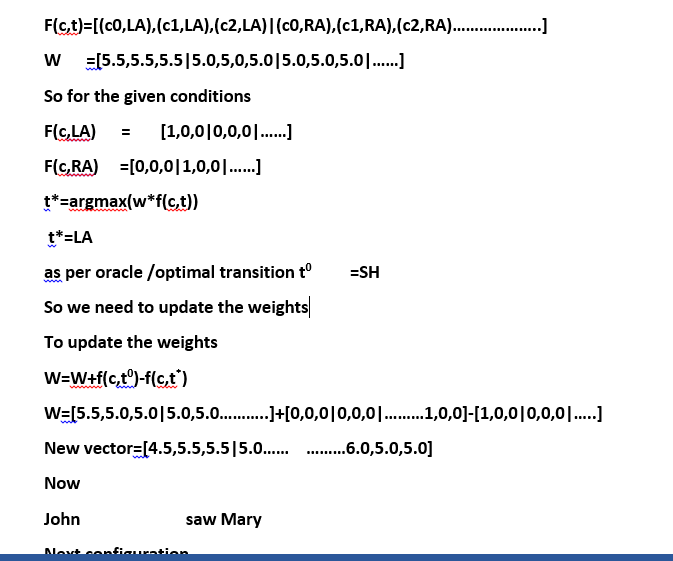 F(c,t)=[(c0,LA),(c1,LA),(c2,LA)|(c0,RA),(c1,RA),(c2,RA)....................]
W =[5.5,5.5,5.5|5.0,5,0,5.0|5.0,5.0,5.0|......]
So for the given conditions
F(c,LA) = [1,0,0|0,0,0|......]
F(c,RA) =[0,0,0|1,0,0|......]
t*=argmax(w*f(c,t))
t*=LA
as per oracle /optimal transition t⁰ =SH
So we need to update the weights
To update the weights
W=W+f(c,t⁰)-f(c,t*)
W=[5.5,5.0,5.0|5.0,5.0...........]+[0,0,0|0,0,0|.........1,0,0]-[1,0,0|0,0,0|.....]
New vector=[4.5,5.5,5.5|5.0...... .........6.0,5.0,5.0]
Now
John saw Mary
Next configuration